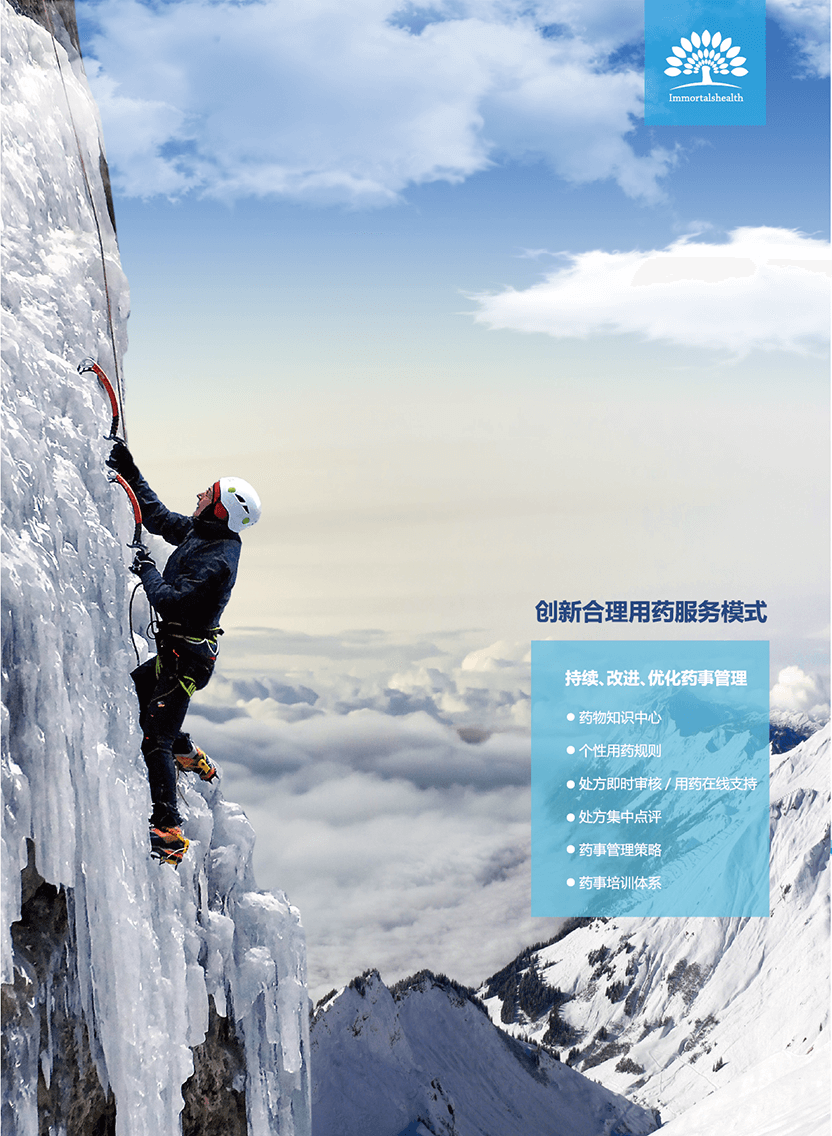 Immortalshealth
创新合理用药服务模式
持续、改进、优化药事管理
药物知识中心
个性用药规则
处方即时审核 / 用药在线支持
处方集中点评
药事管理策略
药事培训体系